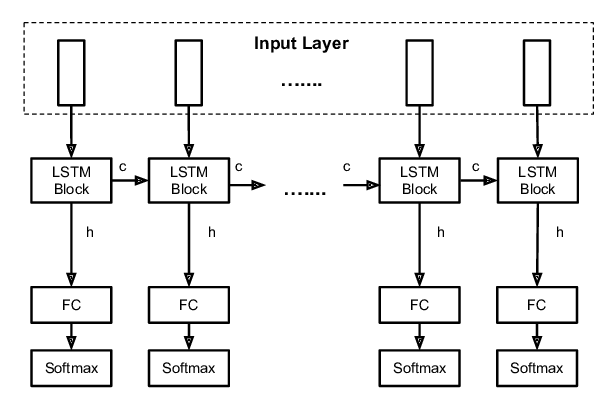 Input Layer
.......
LSTM
Block
c
LSTM
Block
c
.......
c
LSTM
Block
c
LSTM
Block
h
h
h
h
FC
FC
FC
FC
Softmax
Softmax
Softmax
Softmax